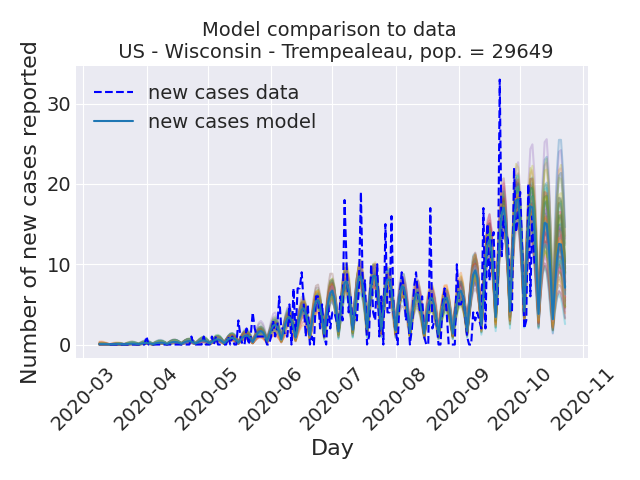 Model comparison to data
US - Wisconsin - Trempealeau, pop. = 29649
Number of new cases reported
30
20
10
0
new cases data
new cases model
2020-03
2020-04
2020-05
2020-06
2020-07
2020-08
2020-09
2020-10
2020-11
Day